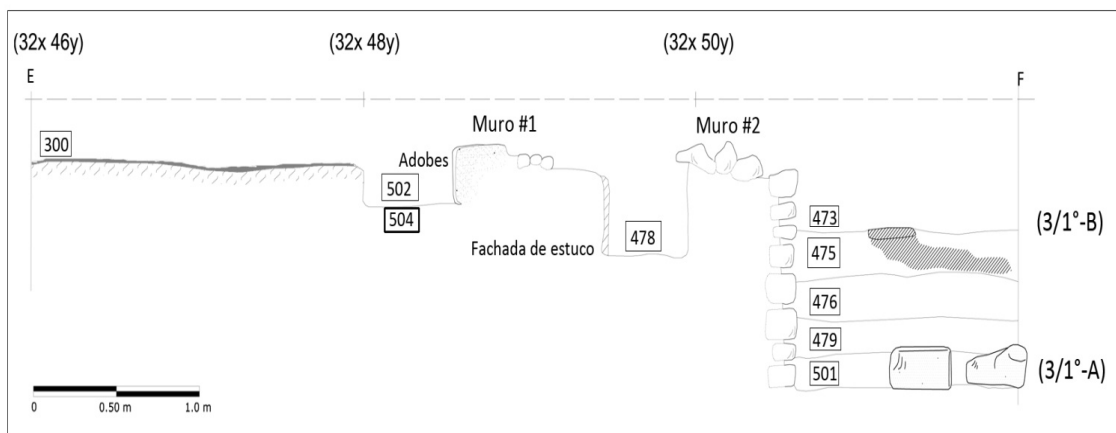 (32x 46y) (32x 48y) (32x 50y)
E F
Muro #1 Muro #2
300
Adobes
502
504
Fachada de estuco 478
473
(3/1°-B)
475
476
479
501
(3/1°-A)
0 0.50 m 1.0 m